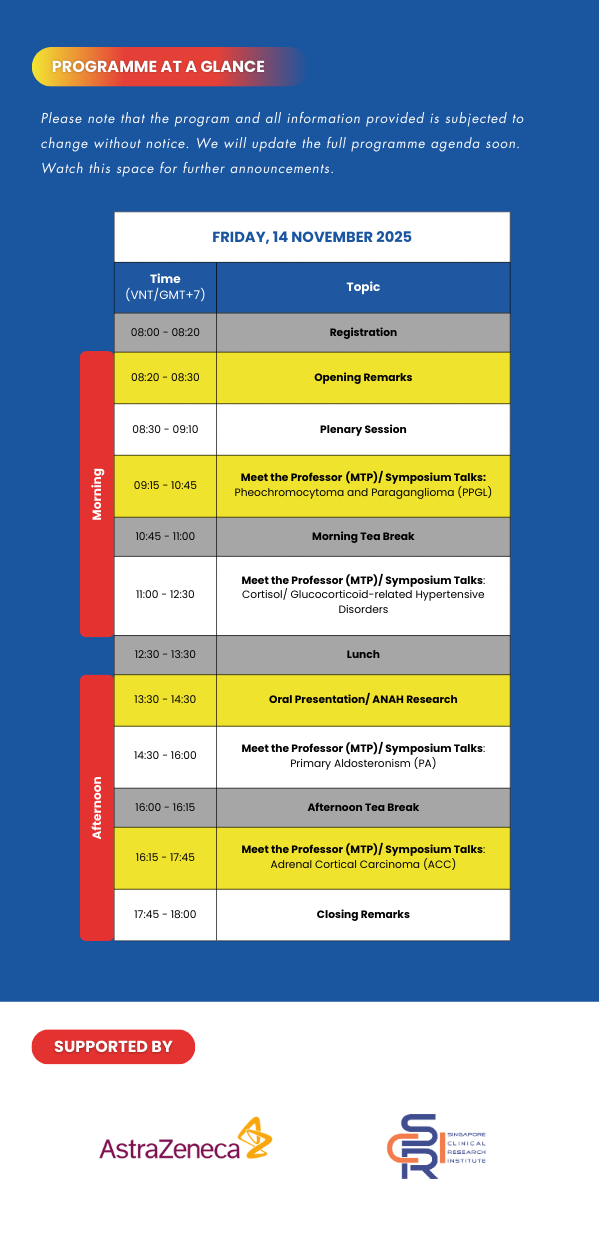 PROGRAMME AT A GLANCE
Please note that the program and all information provided is subjected to
change without notice. We will update the full programme agenda soon.
Watch this space for further announcements.
FRIDAY, 14 NOVEMBER 2025
Time
(VNT/GMT+7)
Topic
08:00 - 08:20
Registration
Morning
08:20 - 08:30
Opening Remarks
08:30 - 09:10
Plenary Session
09:15 - 10:45
Meet the Professor (MTP)/ Symposium Talks:
Pheochromocytoma and Paraganglioma (PPGL)
10:45 - 11:00
Morning Tea Break
11:00 - 12:30
Meet the Professor (MTP)/ Symposium Talks:
Cortisol/ Glucocorticoid-related Hypertensive
Disorders
12:30 - 13:30
Lunch
Afternoon
13:30 - 14:30
Oral Presentation/ ANAH Research
14:30 - 16:00
Meet the Professor (MTP)/ Symposium Talks:
Primary Aldosteronism (PA)
16:00 - 16:15
Afternoon Tea Break
16:15 - 17:45
Meet the Professor (MTP)/ Symposium Talks:
Adrenal Cortical Carcinoma (ACC)
17:45 - 18:00
Closing Remarks
SUPPORTED BY
AstraZeneca
SCRI
SINGAPORE
CLINICAL
RESEARCH
INSTITUTE